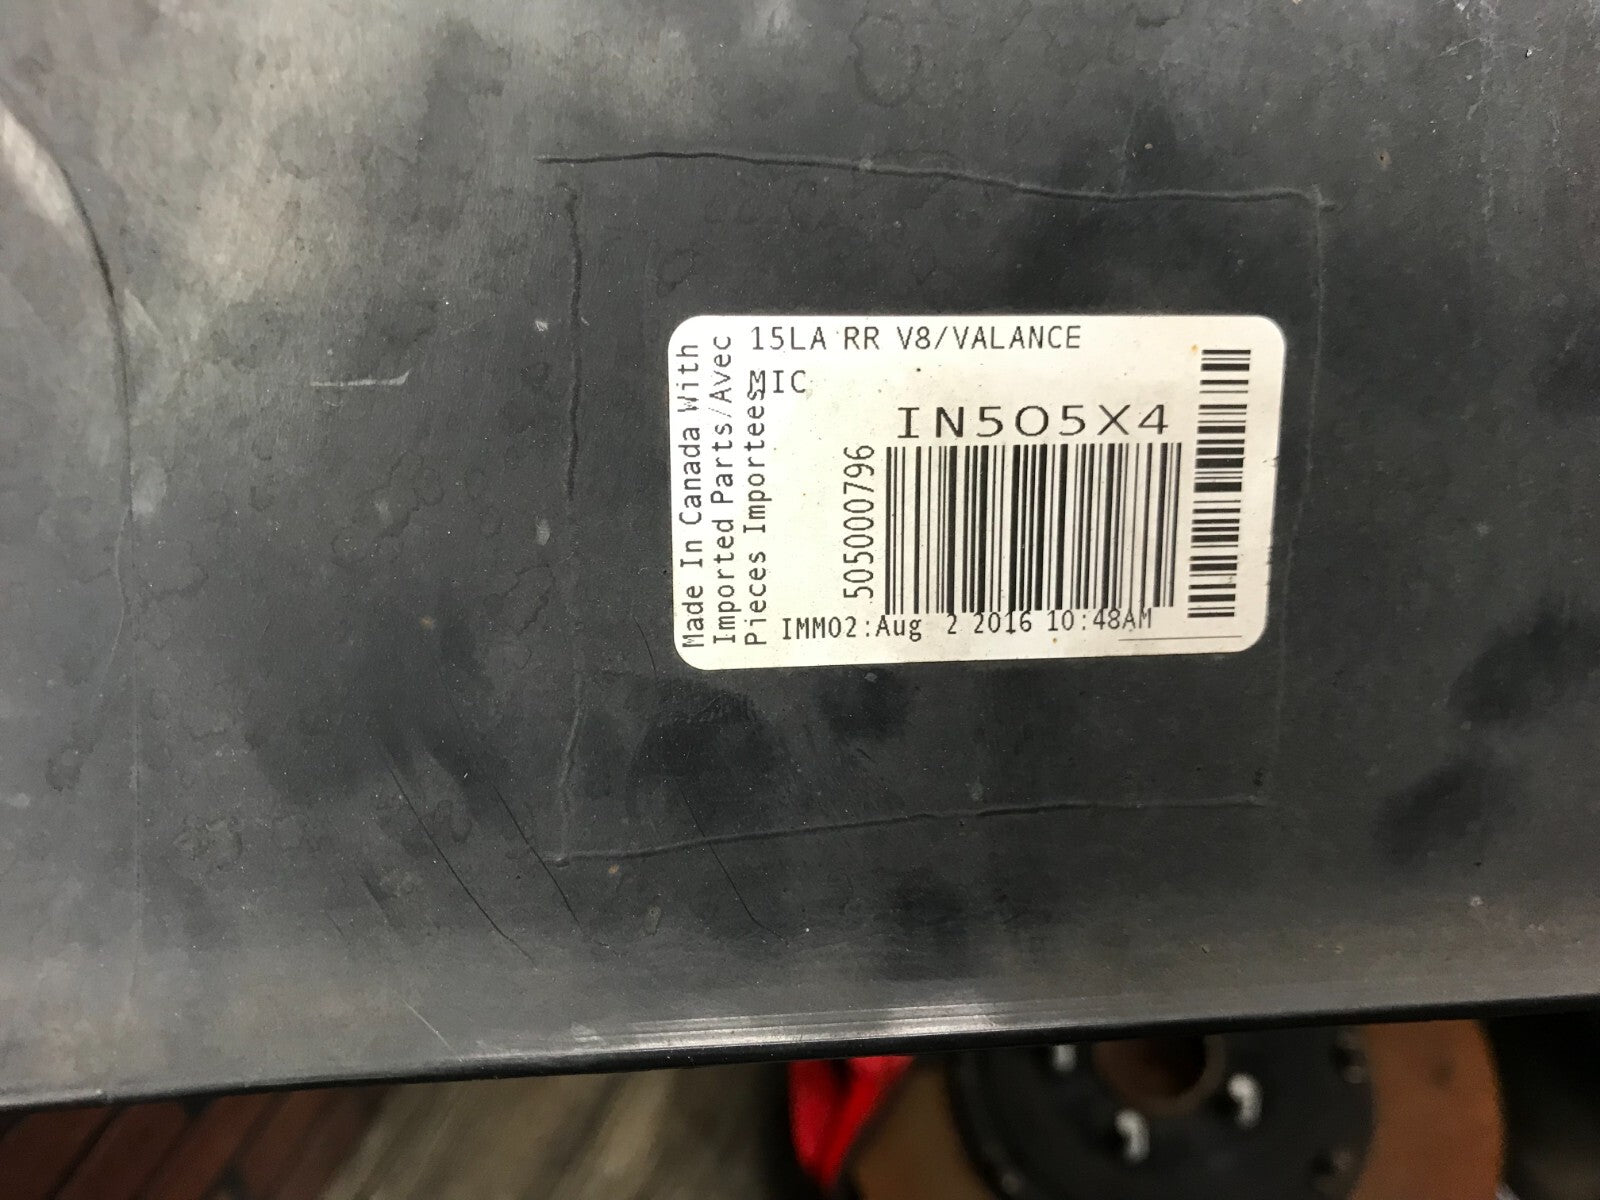 15LA RR V8/VALANCE
IC
IN505X4
505000796
IMM02:Aug 2 2016 10:48AM
Made In Canada With
Imported Parts/Avec
Pieces Importees